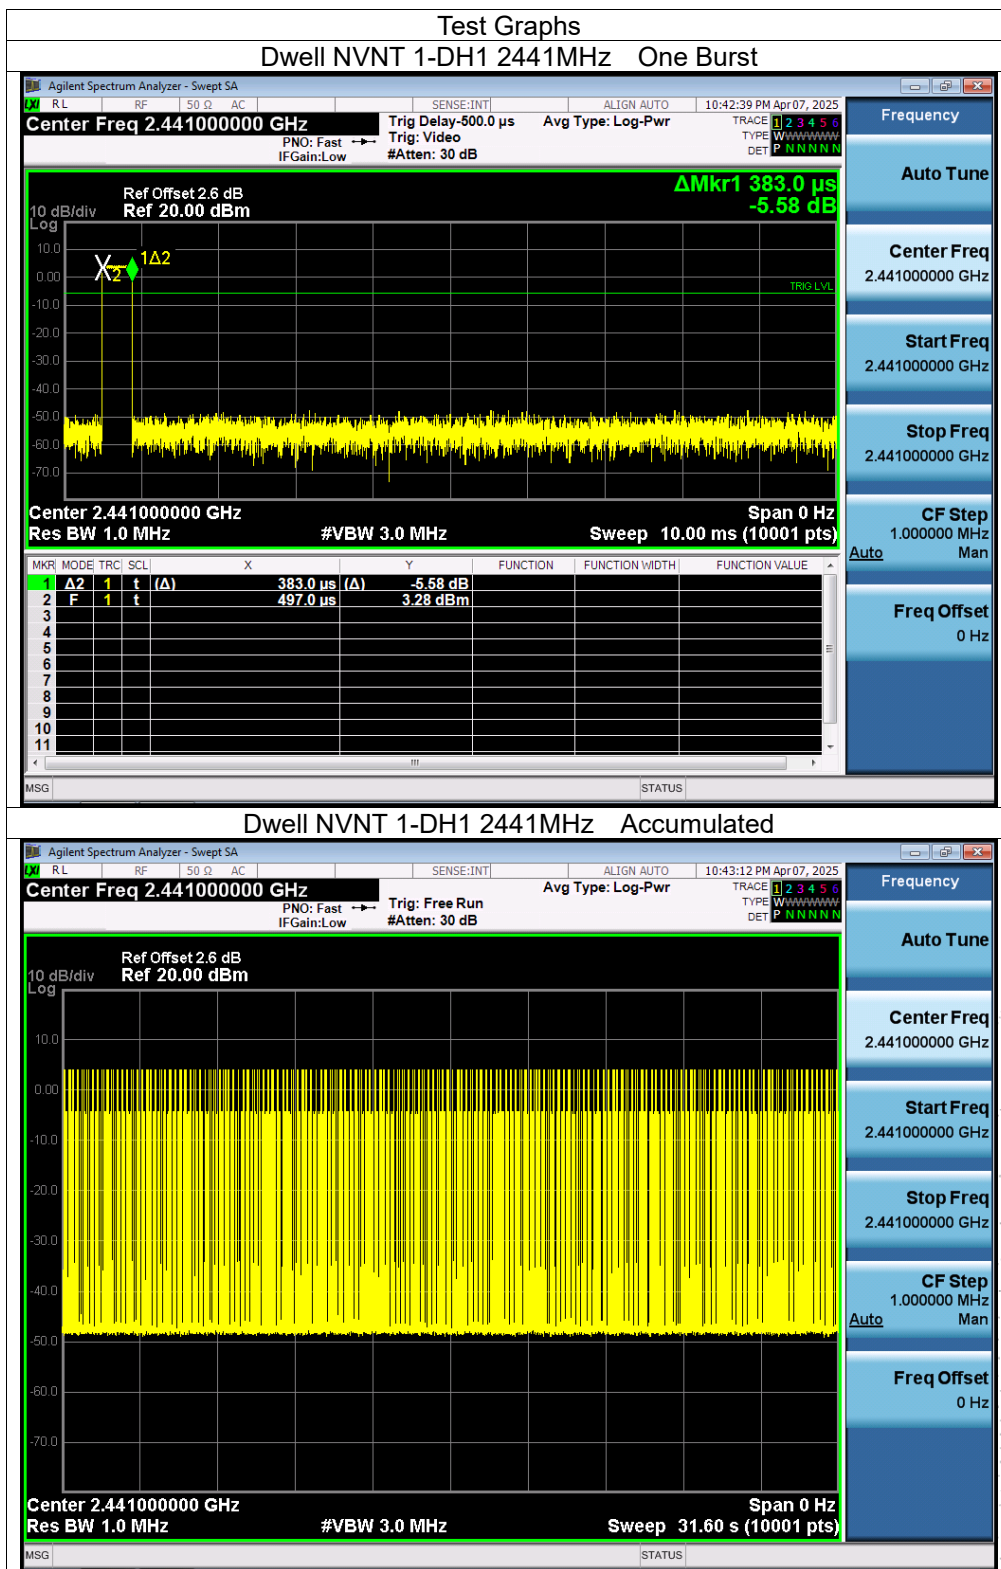 Test Graphs
Dwell NVNT 1-DH1 2441MHz One Burst
Agilent Spectrum Analyzer - Swept SA
LXI RL RF 50 Ω AC SENSE:INT ALIGN AUTO 10:42:39 PM Apr 07, 2025
Center Freq 2.441000000 GHz Trig Delay-500.0 µs Avg Type: Log-Pwr TRACE 1 2 3 4 5 6
PNO: Fast Trig: Video TYPE WWWWWW
IFGain:Low #Atten: 30 dB DET P N N N N N
Frequency
Auto Tune
Center Freq
2.441000000 GHz
Start Freq
2.441000000 GHz
Stop Freq
2.441000000 GHz
CF Step
1.000000 MHz
Auto Man
Freq Offset
0 Hz
ΔMkr1 383.0 µs
-5.58 dB
Ref Offset 2.6 dB
10 dB/div Ref 20.00 dBm
Log
10.0
0.00
-10.0
-20.0
-30.0
-40.0
-50.0
-60.0
-70.0
X2 1Δ2
TRIG LVL
Center 2.441000000 GHz Span 0 Hz
Res BW 1.0 MHz #VBW 3.0 MHz Sweep 10.00 ms (10001 pts)
MKR MODE TRC SCL X Y FUNCTION FUNCTION WIDTH FUNCTION VALUE
1 Δ2 1 t (Δ) 383.0 µs (Δ) -5.58 dB
2 F 1 t 497.0 µs 3.28 dBm
3
4
5
6
7
8
9
10
11
MSG STATUS
Dwell NVNT 1-DH1 2441MHz Accumulated
Agilent Spectrum Analyzer - Swept SA
LXI RL RF 50 Ω AC SENSE:INT ALIGN AUTO 10:43:12 PM Apr 07, 2025
Center Freq 2.441000000 GHz Avg Type: Log-Pwr TRACE 1 2 3 4 5 6
PNO: Fast Trig: Free Run TYPE WWWWWW
IFGain:Low #Atten: 30 dB DET P N N N N N
Frequency
Auto Tune
Center Freq
2.441000000 GHz
Start Freq
2.441000000 GHz
Stop Freq
2.441000000 GHz
CF Step
1.000000 MHz
Auto Man
Freq Offset
0 Hz
Ref Offset 2.6 dB
10 dB/div Ref 20.00 dBm
Log
10.0
0.00
-10.0
-20.0
-30.0
-40.0
-50.0
-60.0
-70.0
Center 2.441000000 GHz Span 0 Hz
Res BW 1.0 MHz #VBW 3.0 MHz Sweep 31.60 s (10001 pts)
MSG STATUS